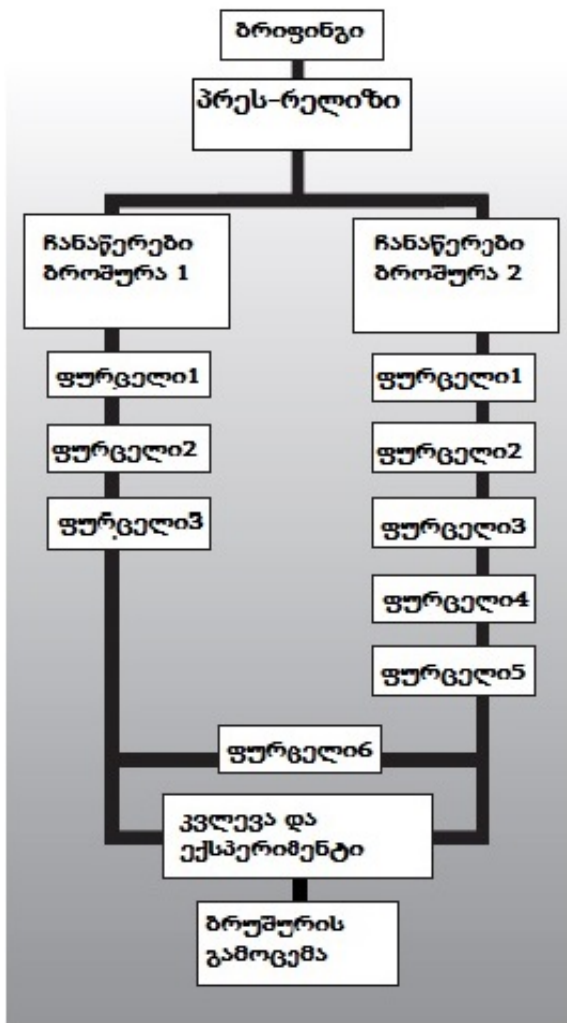 ბრიფინგი
პრეს-რელიზი
ჩანაწერები
ბროშურა 1
ფურცელი1
ფურცელი2
ფურცელი3
ჩანაწერები
ბროშურა 2
ფურცელი1
ფურცელი2
ფურცელი3
ფურცელი4
ფურცელი5
ფურცელი6
კვლევა და
ექსპერიმენტი
ბრუშურის
გამოცემა